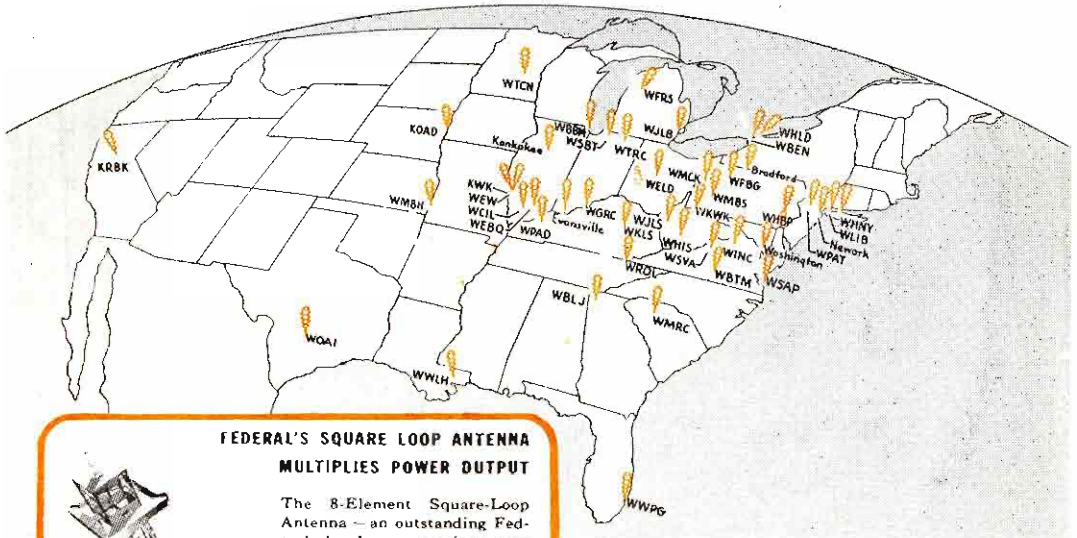 WTCN
WFRS
KOAD
WBBM
WSBT
WJLB
WHLD
WBEN
KRBK
Kankakee
WTRC
Bradford
WMCK
WFBG
WELD
WMBS
KWK
WEW
WCIL
WEBQ
WMBH
WPAD
Evansville
WGRC
WJLS
WKLS
WKWK
WHBP
WHNY
WLIB
Newark
WPAT
WHIS
WSVA
WINC
Washington
WROL
WBTM
WSAP
WBLJ
WMRC
WOAI
WWLH
WWPG
FEDERAL'S SQUARE LOOP ANTENNA
MULTIPLIES POWER OUTPUT
The 8-Element Square-Loop
Antenna – an outstanding Fed-